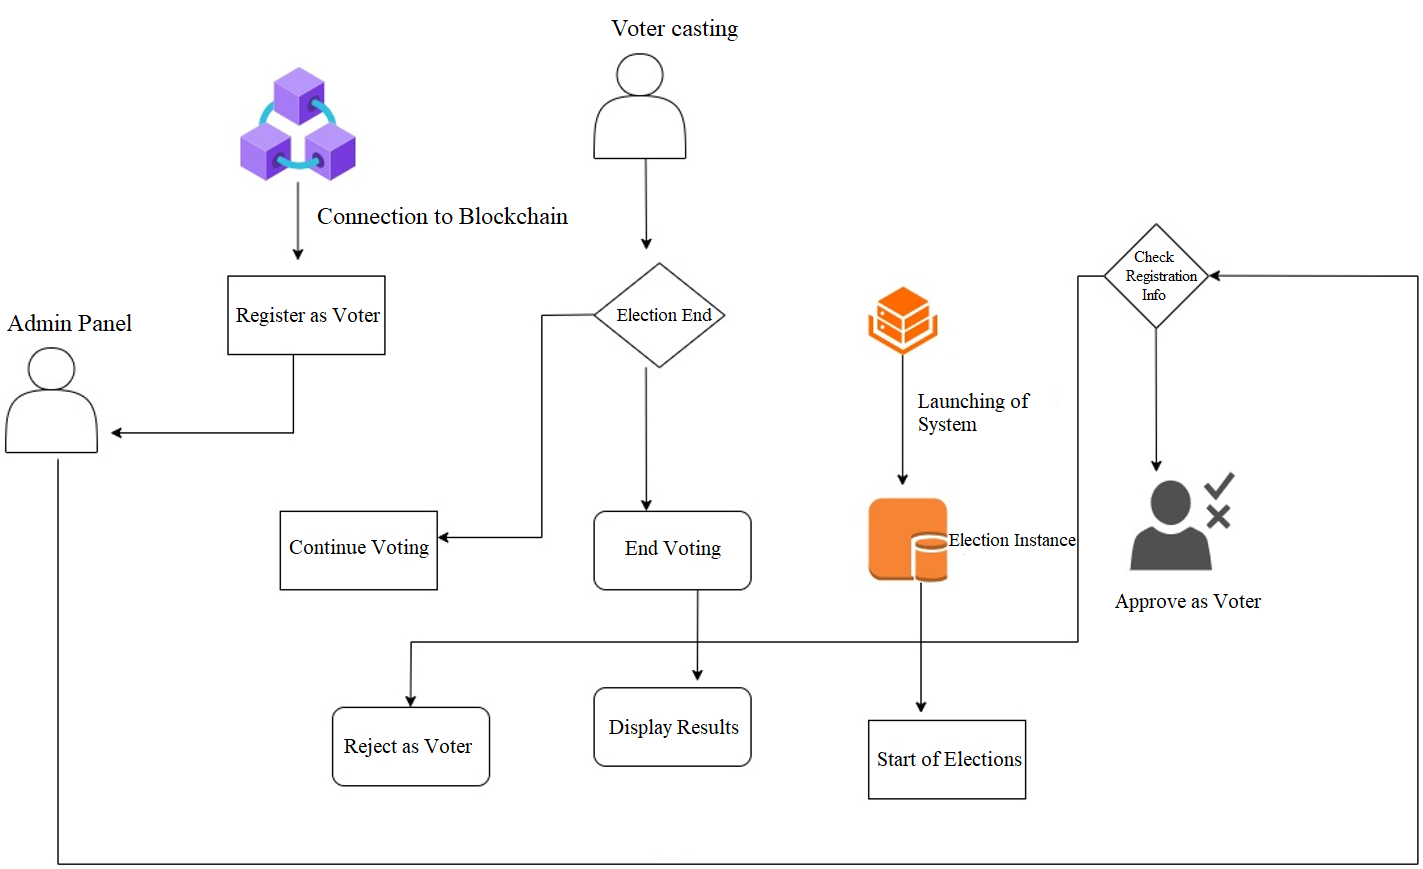 Voter casting
Connection to Blockchain
Check
Registration
Info
Register as Voter
Election End
Admin Panel
Launching of
System
Continue Voting
End Voting
Election Instance
Approve as Voter
Reject as Voter
Display Results
Start of Elections